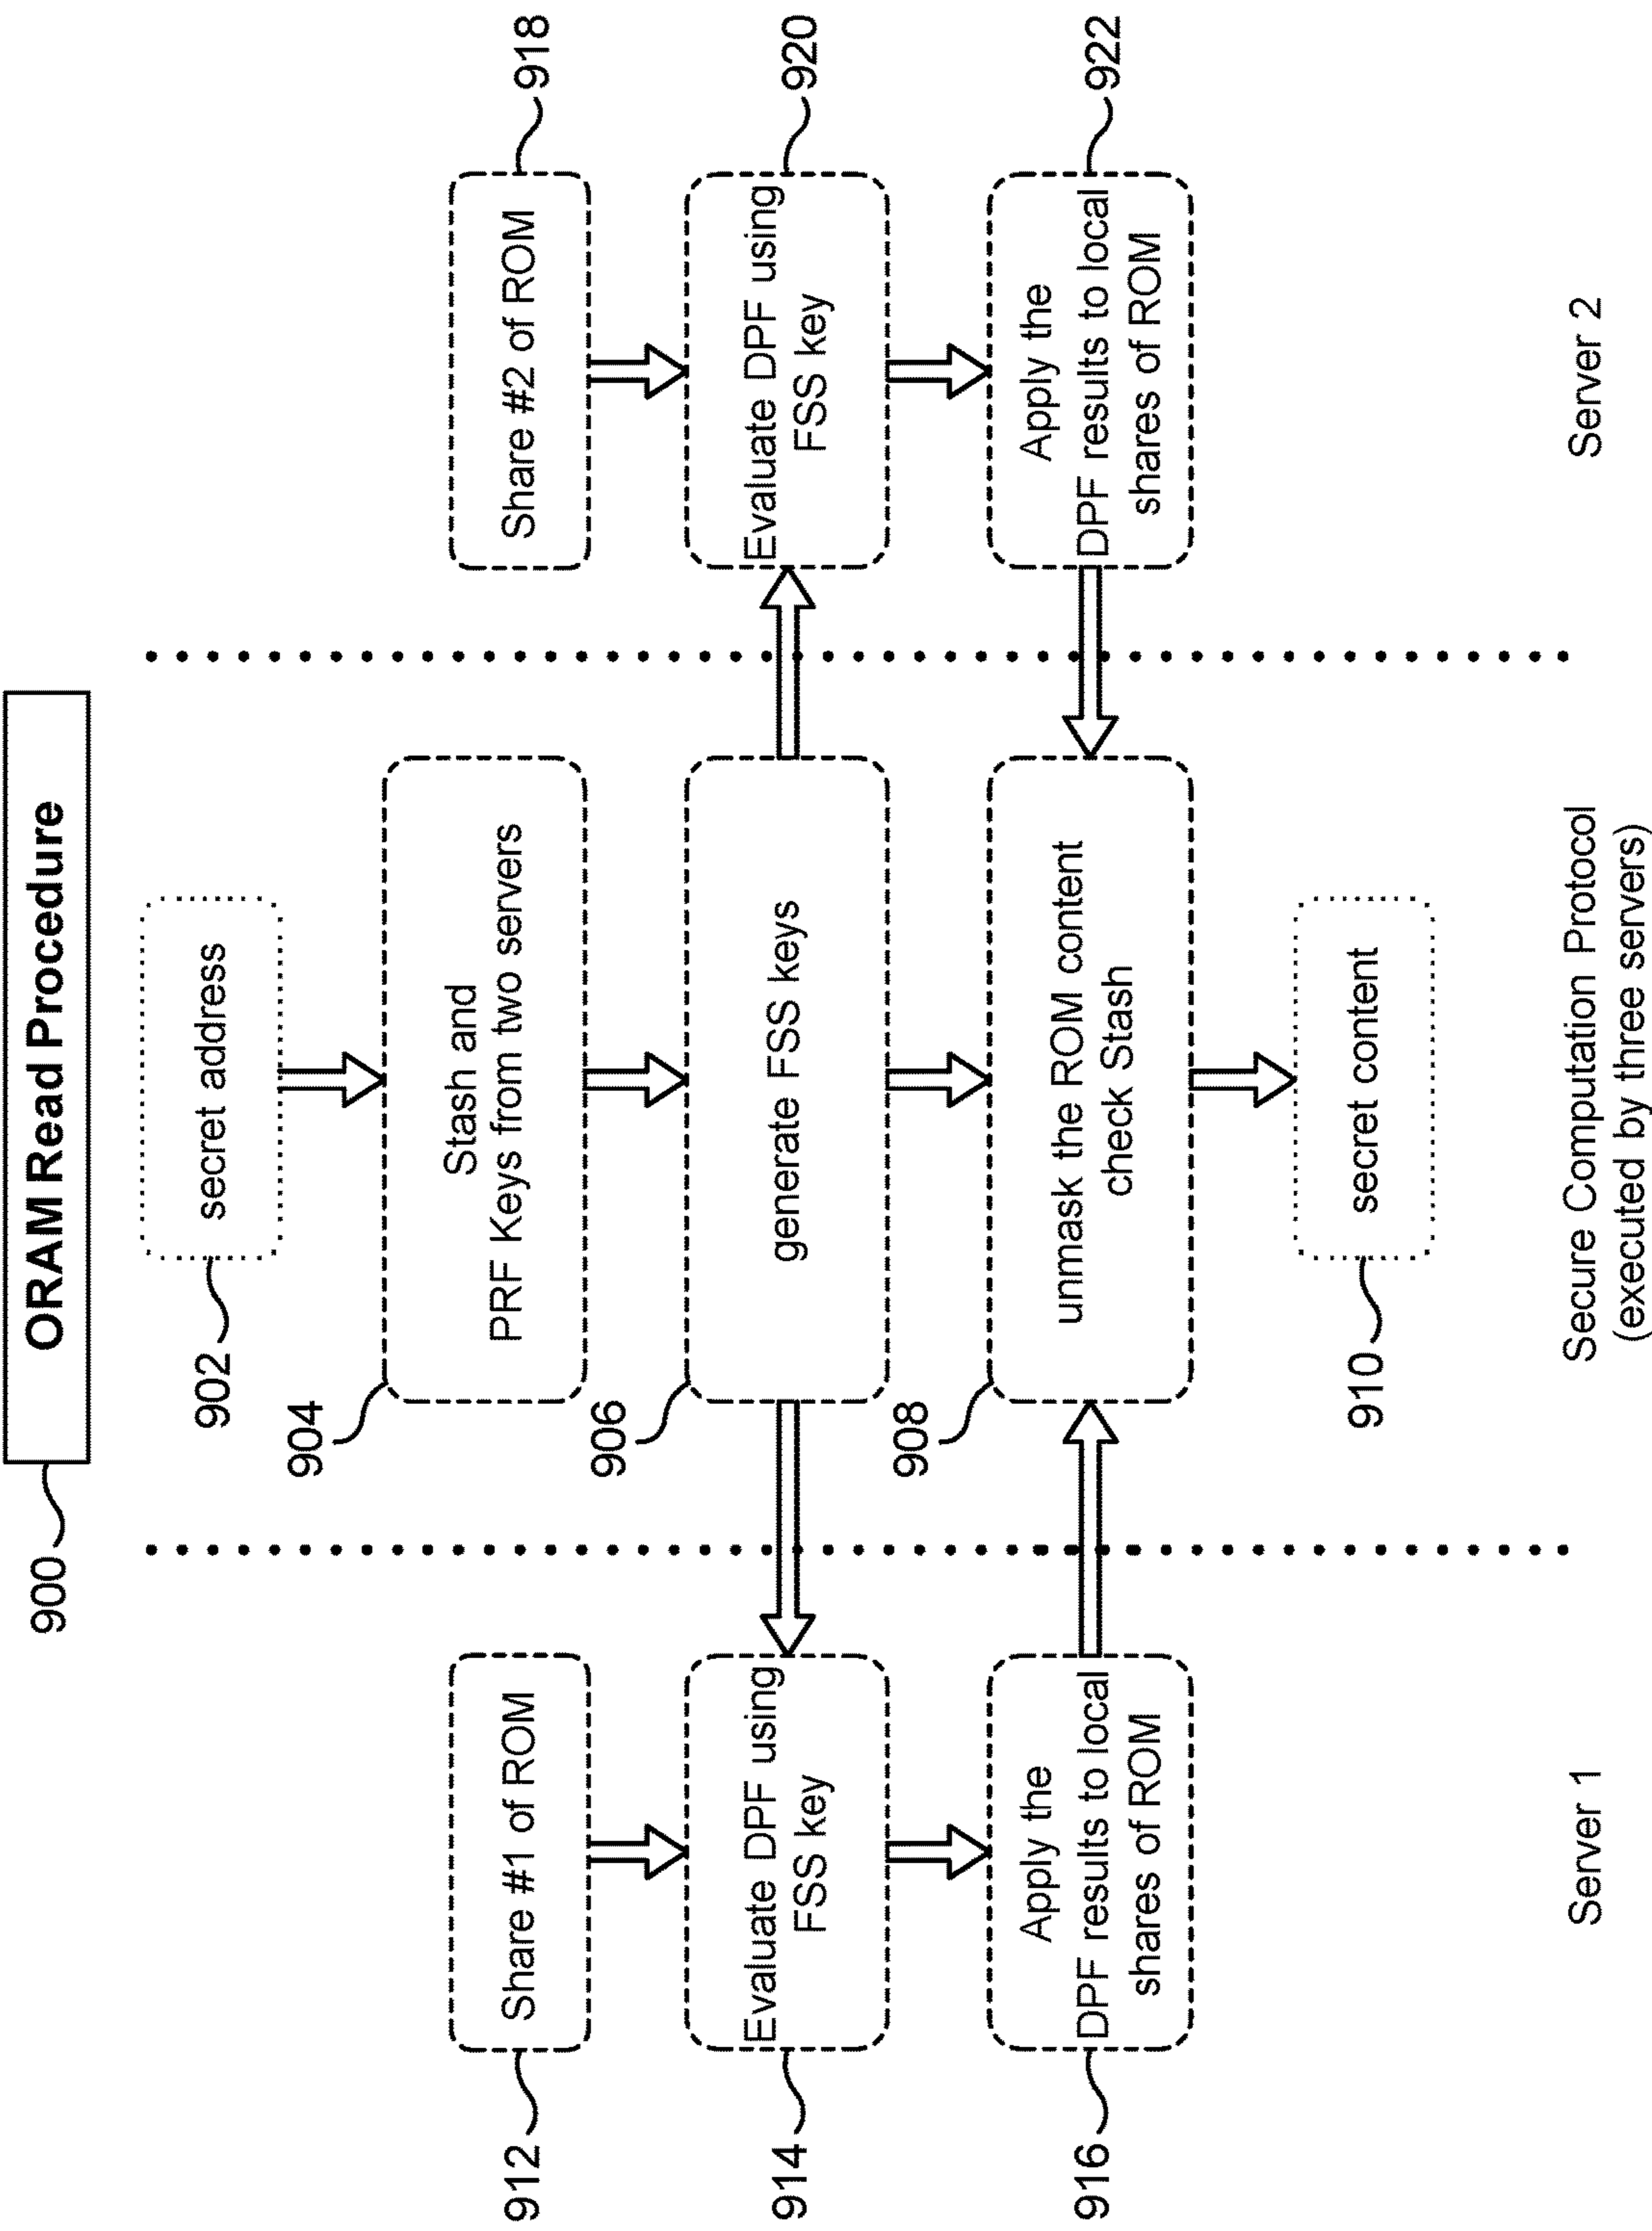 ORAM Read Procedure
900
902
secret address
904
Stash and
PRF Keys from two servers
912
Share #1 of ROM
Share #2 of ROM
918
906
generate FSS keys
914
Evaluate DPF using
FSS key
Evaluate DPF using
FSS key
920
908
unmask the ROM content
check Stash
916
Apply the
DPF results to local
shares of ROM
Apply the
DPF results to local
shares of ROM
922
910
secret content
Server 1
Secure Computation Protocol
(executed by three servers)
Server 2